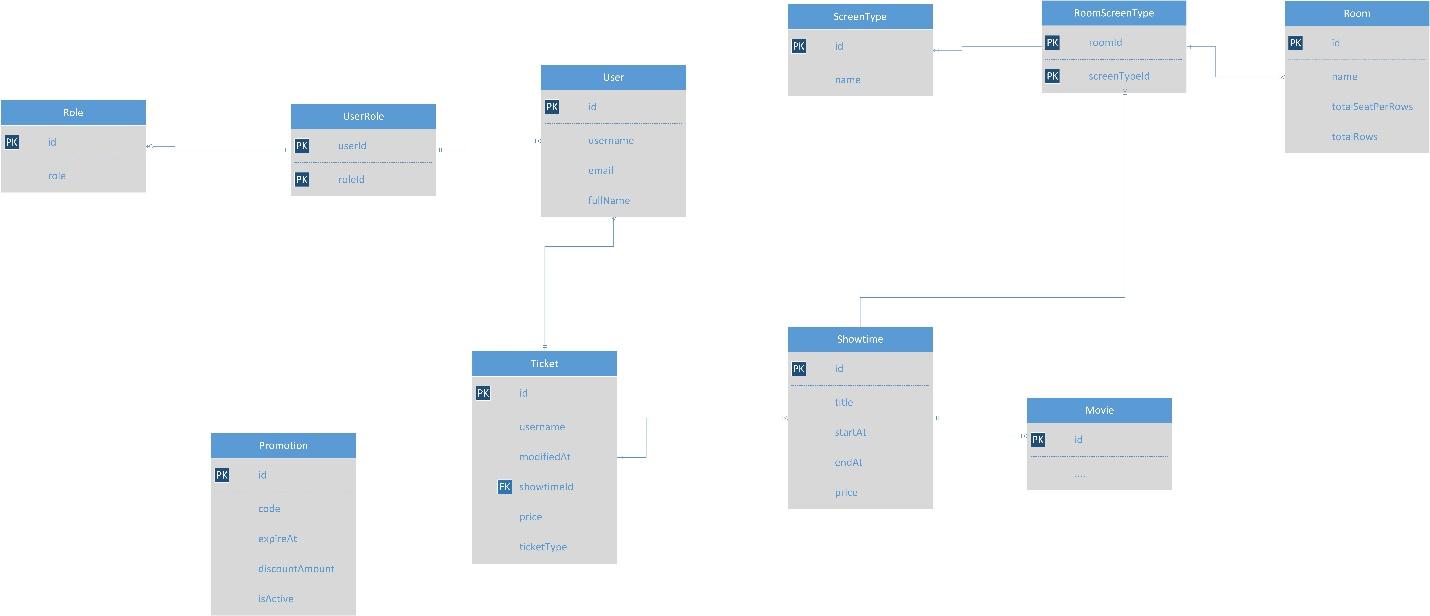 Role
PK id
role
UserRole
PK userId
PK roleId
User
PK id
username
email
fullName
ScreenType
PK id
name
RoomScreenType
PK roomId
PK screenTypeId
Room
PK id
name
totalSeatPerRows
totalRows
Promotion
PK id
code
expireAt
discountAmount
isActive
Ticket
PK id
username
modifiedAt
FK showtimeId
price
ticketType
Showtime
PK id
title
startAt
endAt
price
Movie
PK id
....